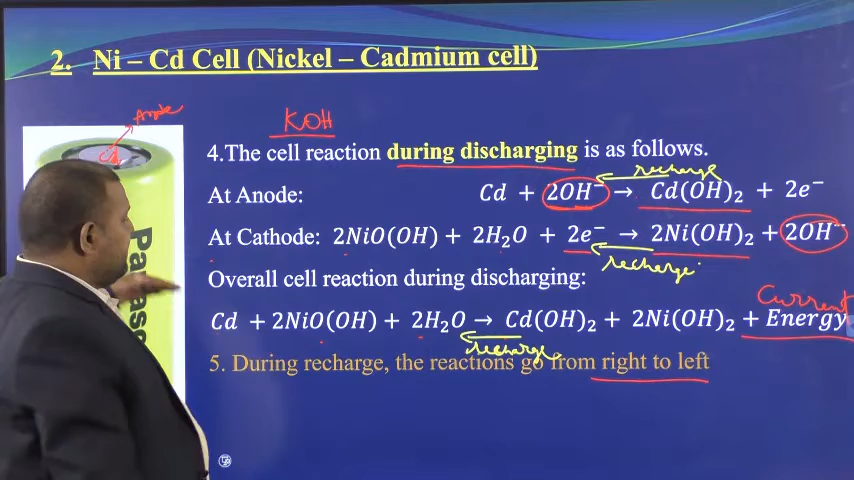 2. Ni – Cd Cell (Nickel – Cadmium cell)
Anode
KOH
4.The cell reaction during discharging is as follows.
recharge
At Anode: Cd + 2OH⁻ → Cd(OH)₂ + 2e⁻
At Cathode: 2NiO(OH) + 2H₂O + 2e⁻ → 2Ni(OH)₂ + 2OH⁻
recharge
Overall cell reaction during discharging:
Current
Cd + 2NiO(OH) + 2H₂O → Cd(OH)₂ + 2Ni(OH)₂ + Energy
recharge
5. During recharge, the reactions go from right to left
Panaso